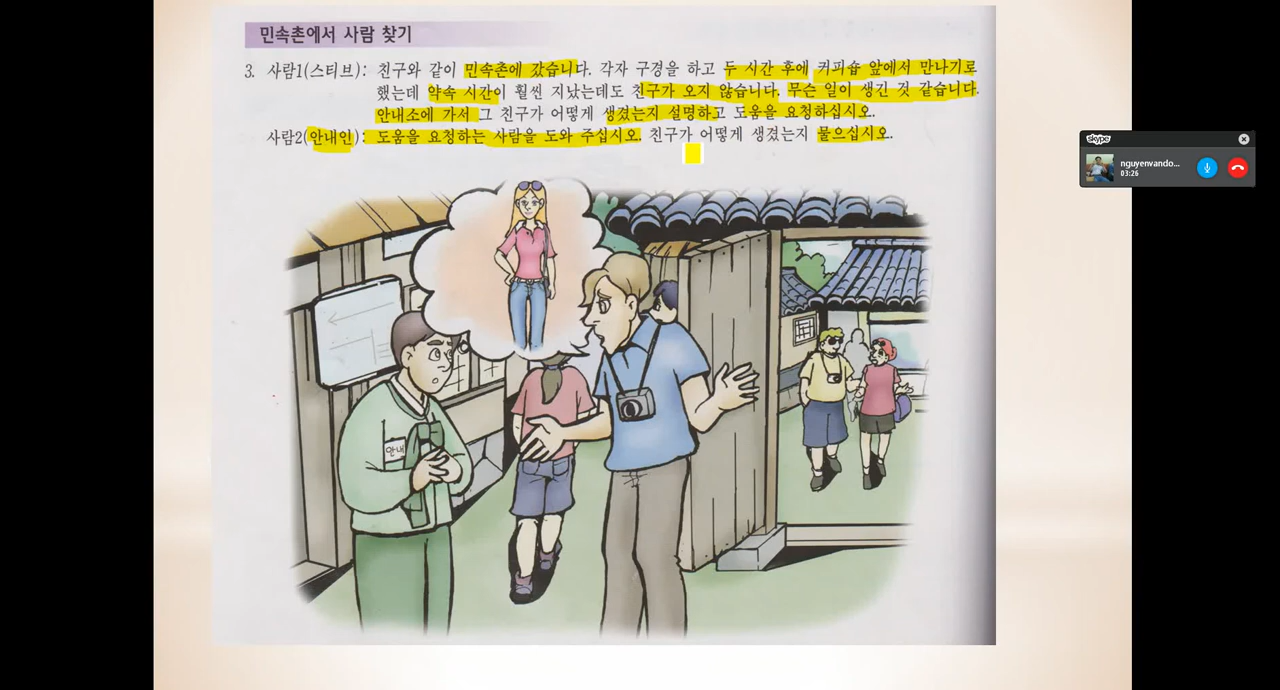 민속촌에서 사람 찾기
3. 사람1(스티브): 친구와 같이 민속촌에 갔습니다. 각자 구경을 하고 두 시간 후에 커피숍 앞에서 만나기로
했는데 약속 시간이 훨씬 지났는데도 친구가 오지 않습니다. 무슨 일이 생긴 것 같습니다.
안내소에 가서 그 친구가 어떻게 생겼는지 설명하고 도움을 요청하십시오.
사람2(안내인): 도움을 요청하는 사람을 도와 주십시오. 친구가 어떻게 생겼는지 물으십시오.
skype
nguyenvando...
03:26
안내